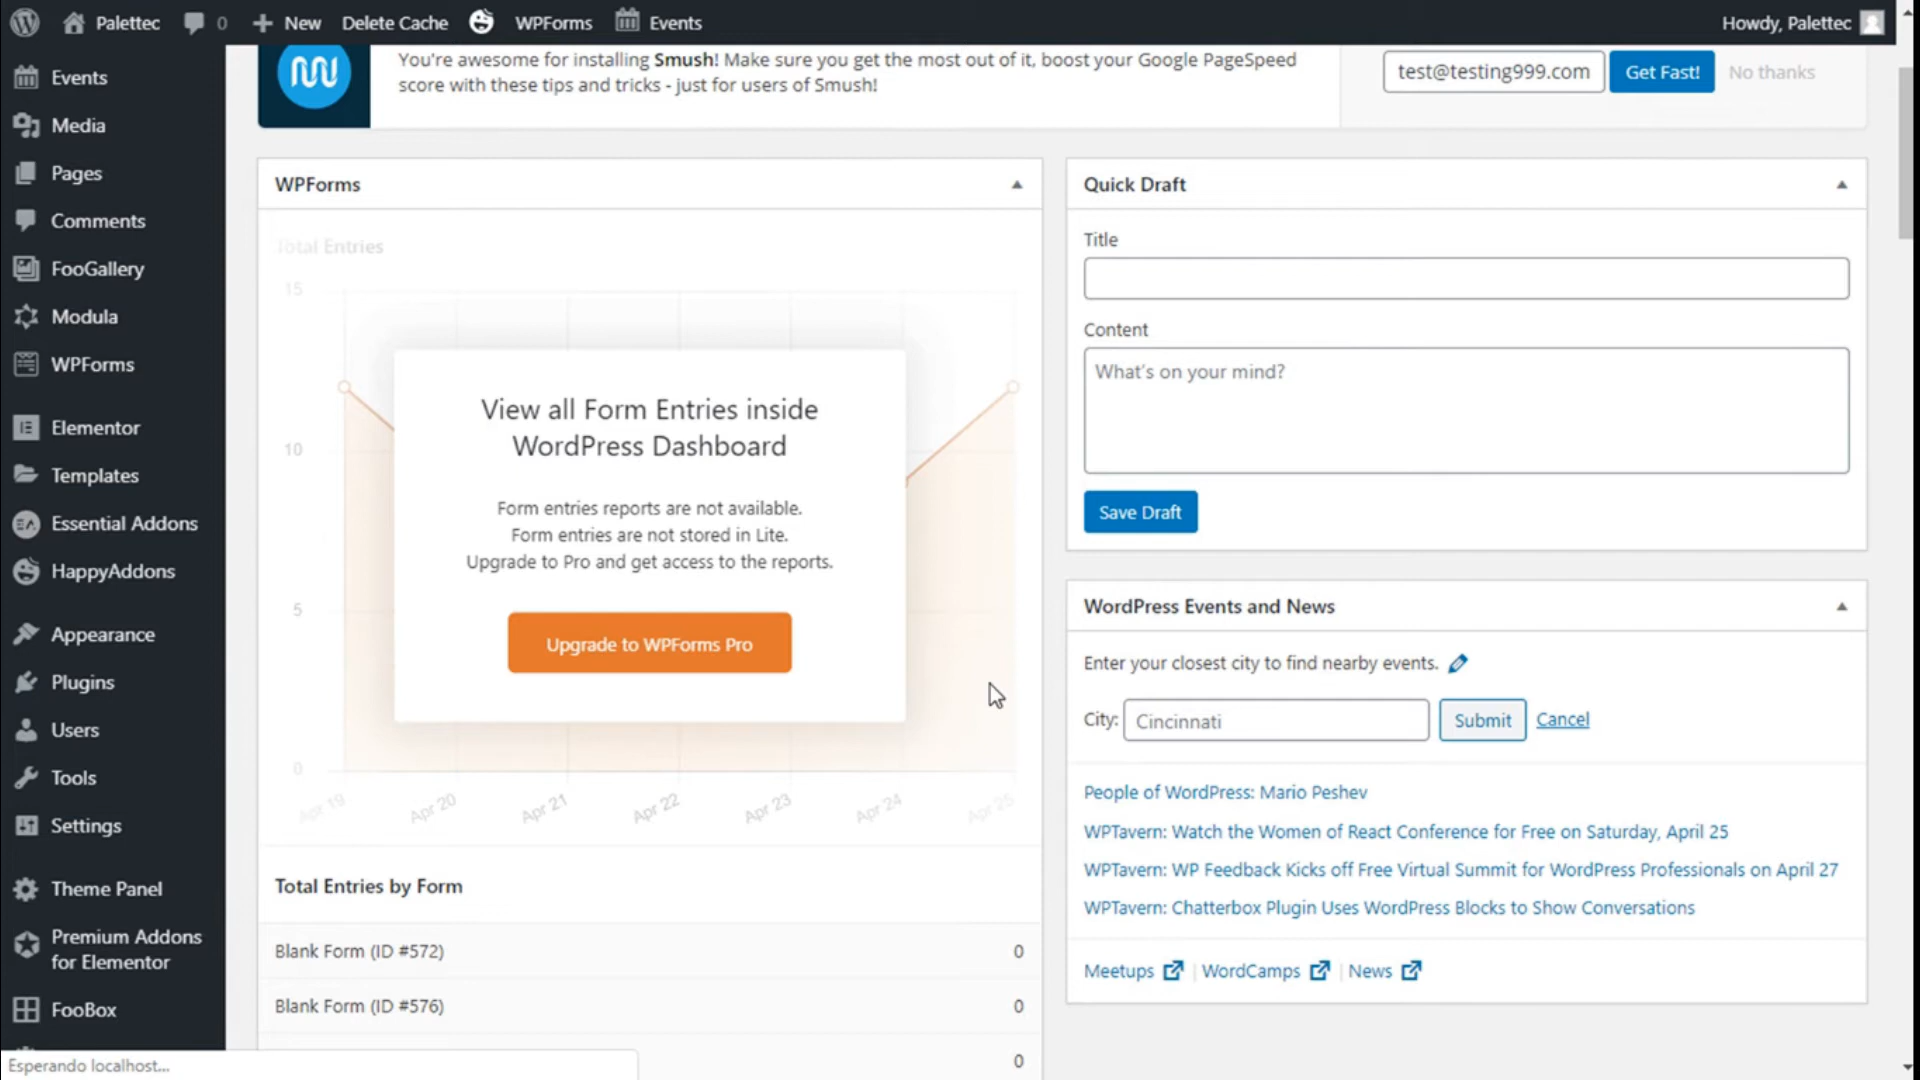 Palettec 0 New Delete Cache WPForms Events Howdy, Palettec
Events
Media
Pages
Comments
FooGallery
Modula
WPForms
Elementor
Templates
Essential Addons
HappyAddons
Appearance
Plugins
Users
Tools
Settings
Theme Panel
Premium Addons
for Elementor
FooBox
You're awesome for installing Smush! Make sure you get the most out of it, boost your Google PageSpeed
score with these tips and tricks - just for users of Smush!
test@testing999.com Get Fast! No thanks
WPForms
Total Entries
15
10
5
0
Apr 19 Apr 20 Apr 21 Apr 22 Apr 23 Apr 24 Apr 25
View all Form Entries inside
WordPress Dashboard
Form entries reports are not available.
Form entries are not stored in Lite.
Upgrade to Pro and get access to the reports.
Upgrade to WPForms Pro
Total Entries by Form
Blank Form (ID #572) 0
Blank Form (ID #576) 0
0
Quick Draft
Title
Content
What's on your mind?
Save Draft
WordPress Events and News
Enter your closest city to find nearby events.
City: Cincinnati Submit Cancel
People of WordPress: Mario Peshev
WPTavern: Watch the Women of React Conference for Free on Saturday, April 25
WPTavern: WP Feedback Kicks off Free Virtual Summit for WordPress Professionals on April 27
WPTavern: Chatterbox Plugin Uses WordPress Blocks to Show Conversations
Meetups | WordCamps | News
Esperando localhost...